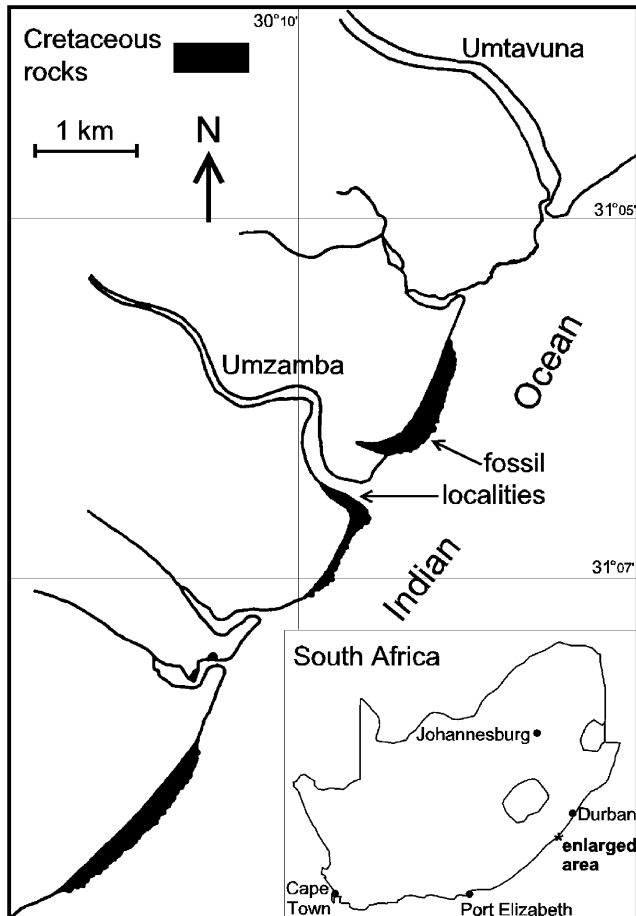 Cretaceous
rocks
30°10'
Umtavuna
1 km
N
31°05'
Umzamba
Ocean
fossil
localities
Indian
31°07'
South Africa
Johannesburg
Durban
enlarged
area
Cape
Town
Port Elizabeth